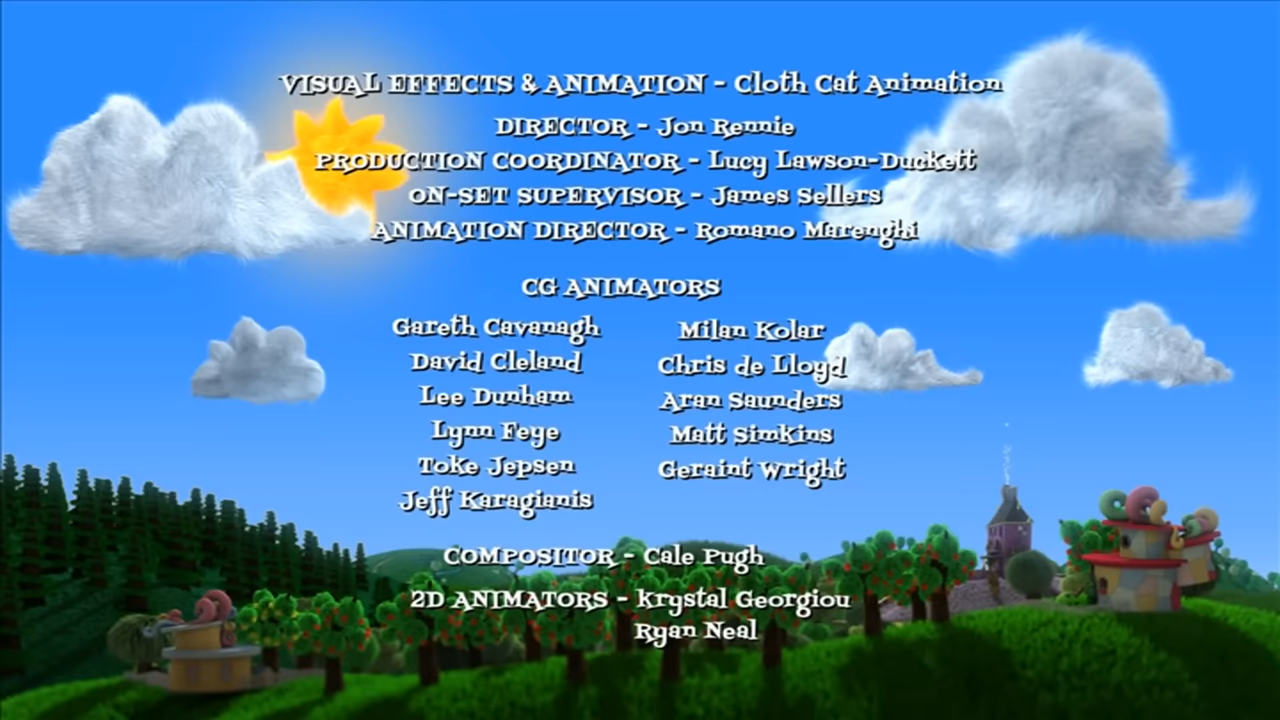 VISUAL EFFECTS & ANIMATION - Cloth Cat Animation
DIRECTOR - Jon Rennie
PRODUCTION COORDINATOR - Lucy Lawson-Duckett
ON-SET SUPERVISOR - James Sellers
ANIMATION DIRECTOR - Romano Marenghi
CG ANIMATORS
Gareth Cavanagh
David Cleland
Lee Dunham
Lynn Feye
Toke Jepsen
Jeff Karagianis
Milan Kolar
Chris de Lloyd
Aran Saunders
Matt Simkins
Geraint Wright
COMPOSITOR - Cale Pugh
2D ANIMATORS - Krystal Georgiou
Ryan Neal